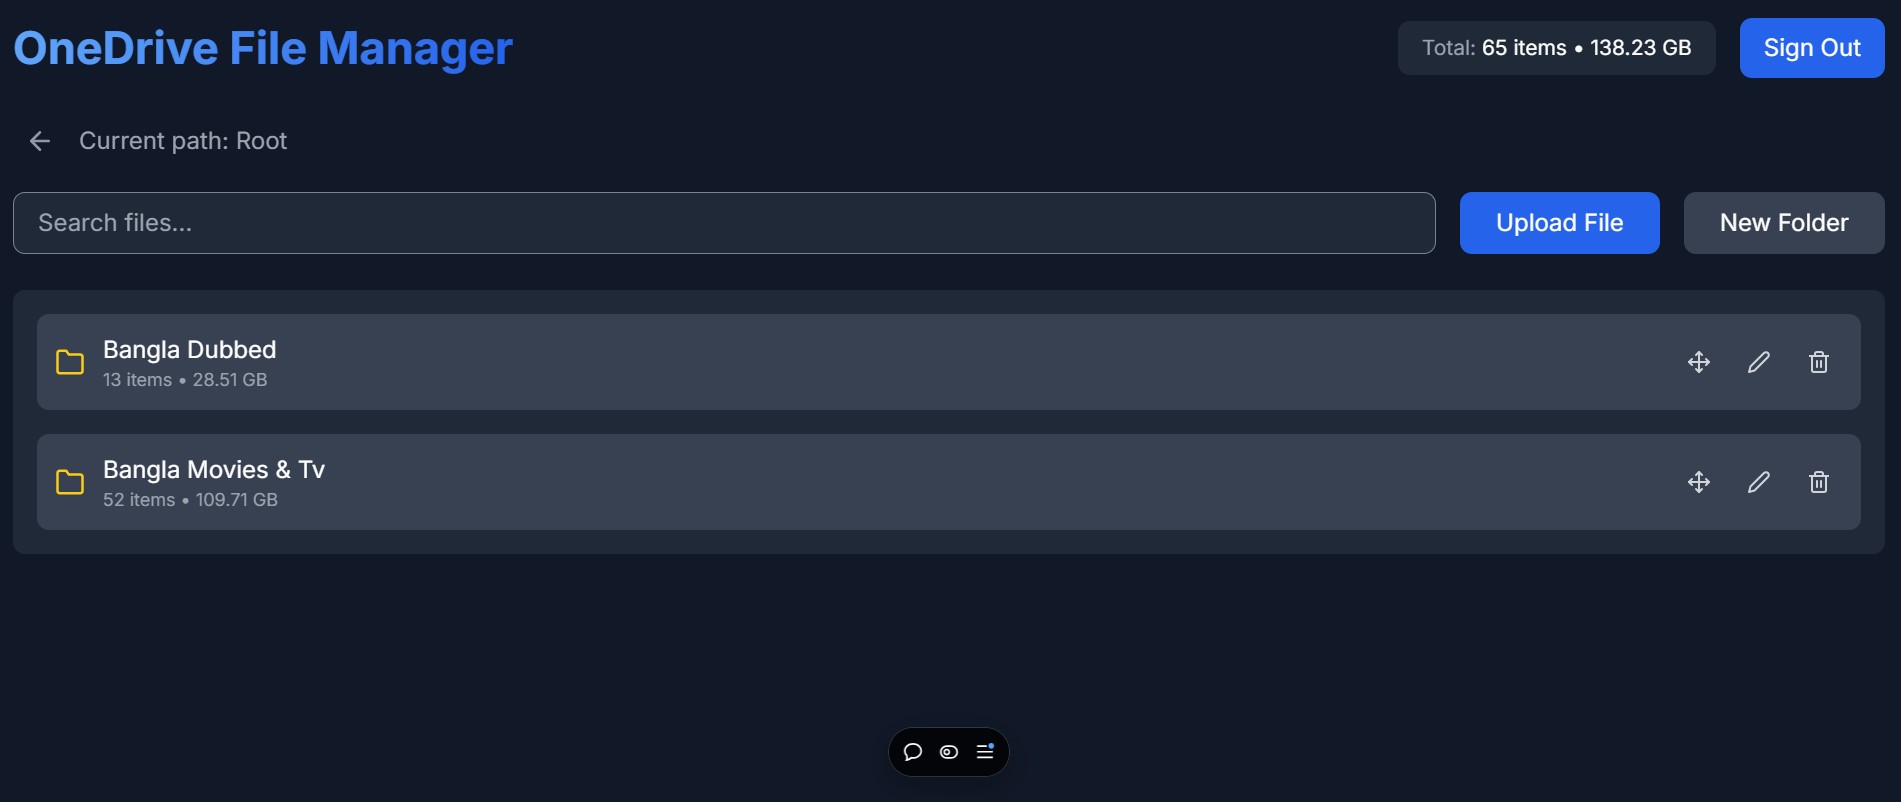 OneDrive File Manager
Total: 65 items • 138.23 GB
Sign Out
Current path: Root
Search files...
Upload File
New Folder
Bangla Dubbed
13 items • 28.51 GB
Bangla Movies & Tv
52 items • 109.71 GB